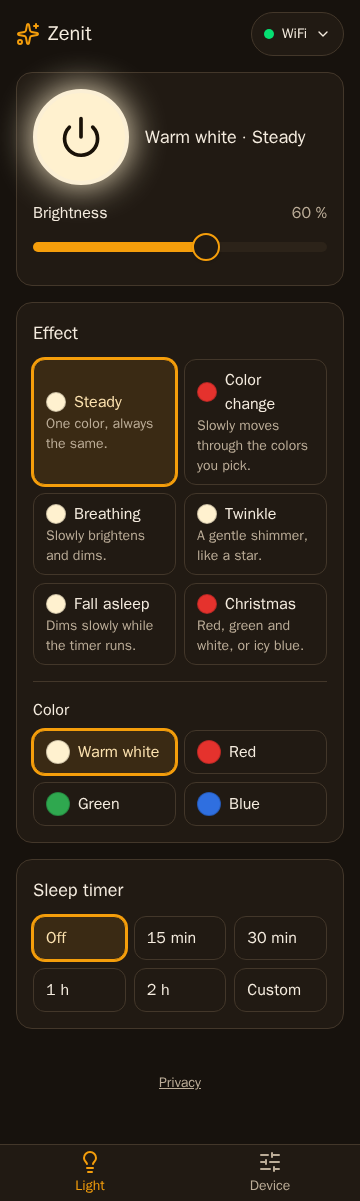 Zenit
WiFi
Warm white · Steady
Brightness
60 %
Effect
Steady
One color, always
the same.
Color
change
Slowly moves
through the colors
you pick.
Breathing
Slowly brightens
and dims.
Twinkle
A gentle shimmer,
like a star.
Fall asleep
Dims slowly while
the timer runs.
Christmas
Red, green and
white, or icy blue.
Color
Warm white
Red
Green
Blue
Sleep timer
Off
15 min
30 min
1 h
2 h
Custom
Privacy
Light
Device